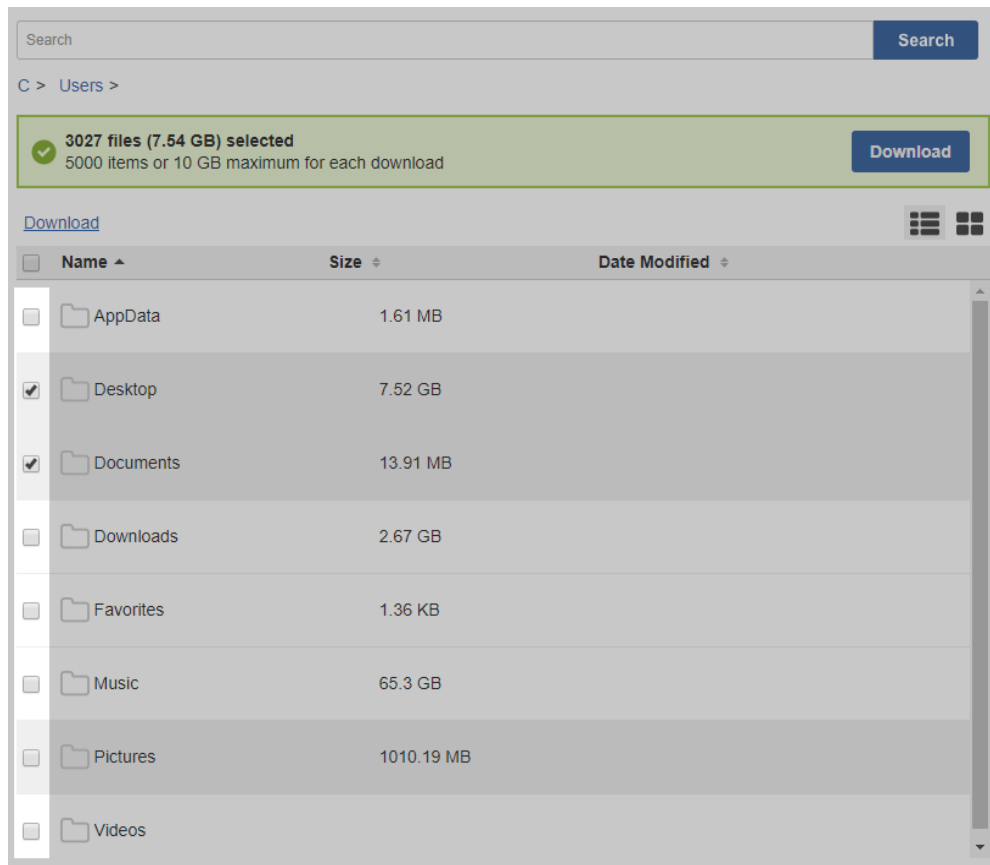 Search Search
C > Users >
3027 files (7.54 GB) selected
5000 items or 10 GB maximum for each download
Download
Download
Name Size Date Modified
AppData 1.61 MB
Desktop 7.52 GB
Documents 13.91 MB
Downloads 2.67 GB
Favorites 1.36 KB
Music 65.3 GB
Pictures 1010.19 MB
Videos